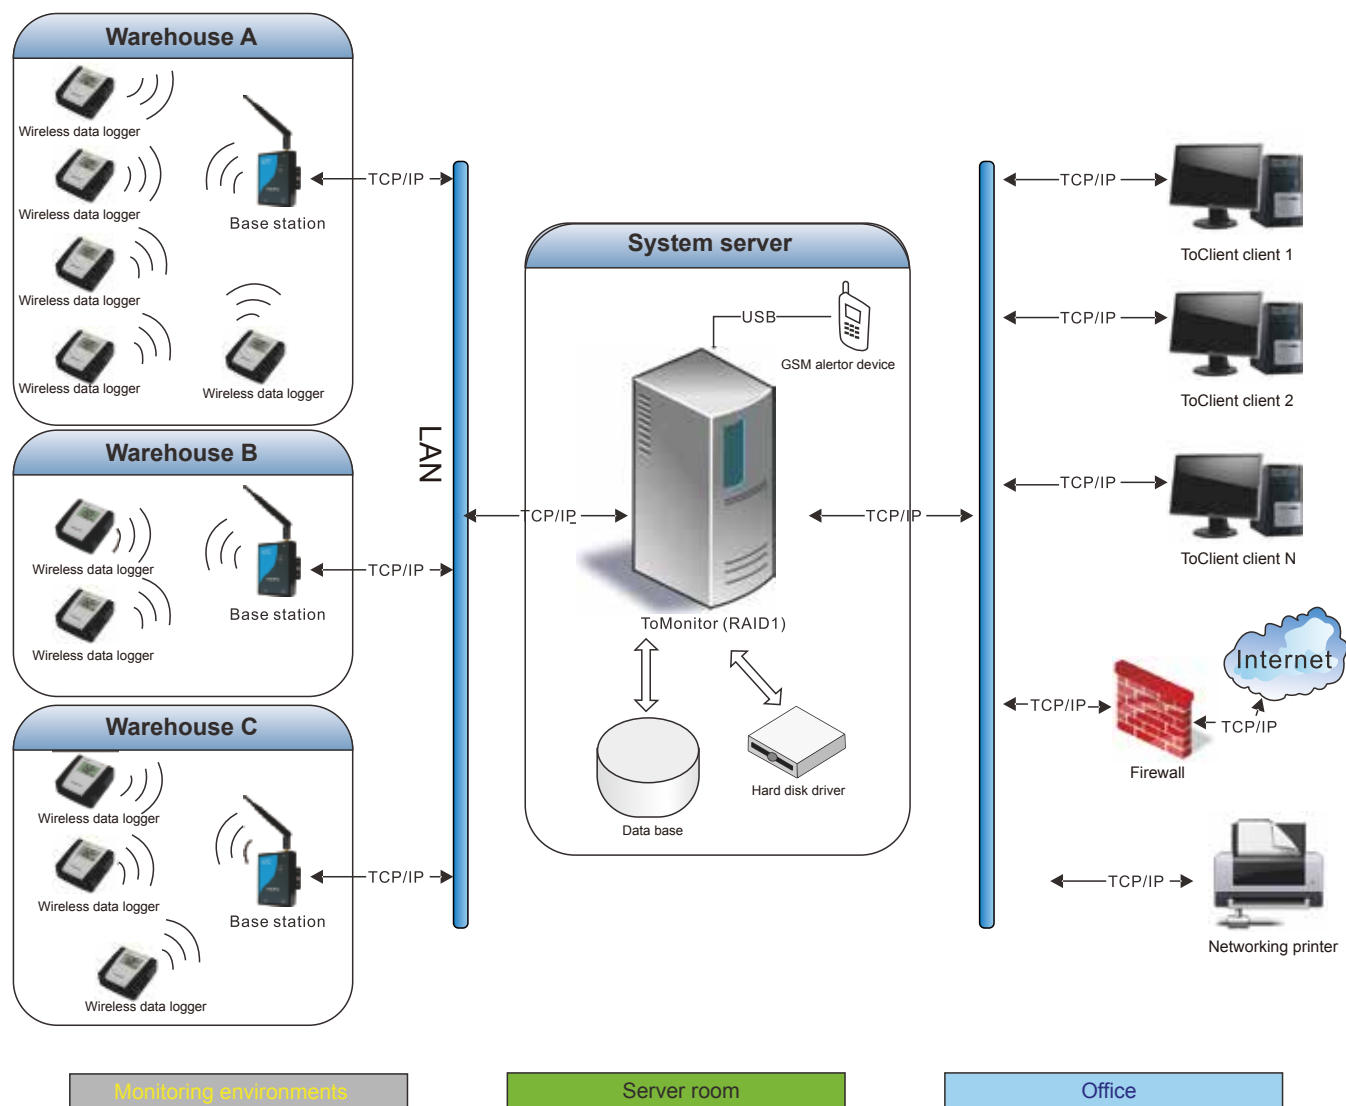 Warehouse A
Wireless data logger
Wireless data logger
Wireless data logger
Wireless data logger
Wireless data logger
Base station
TCP/IP
Warehouse B
Wireless data logger
Wireless data logger
Base station
TCP/IP
Warehouse C
Wireless data logger
Wireless data logger
Wireless data logger
Base station
TCP/IP
LAN
TCP/IP
System server
USB
GSM alertor device
ToMonitor (RAID1)
Data base
Hard disk driver
TCP/IP
TCP/IP
ToClient client 1
TCP/IP
ToClient client 2
TCP/IP
ToClient client N
TCP/IP
Firewall
TCP/IP
Internet
TCP/IP
Networking printer
Monitoring environments
Server room
Office